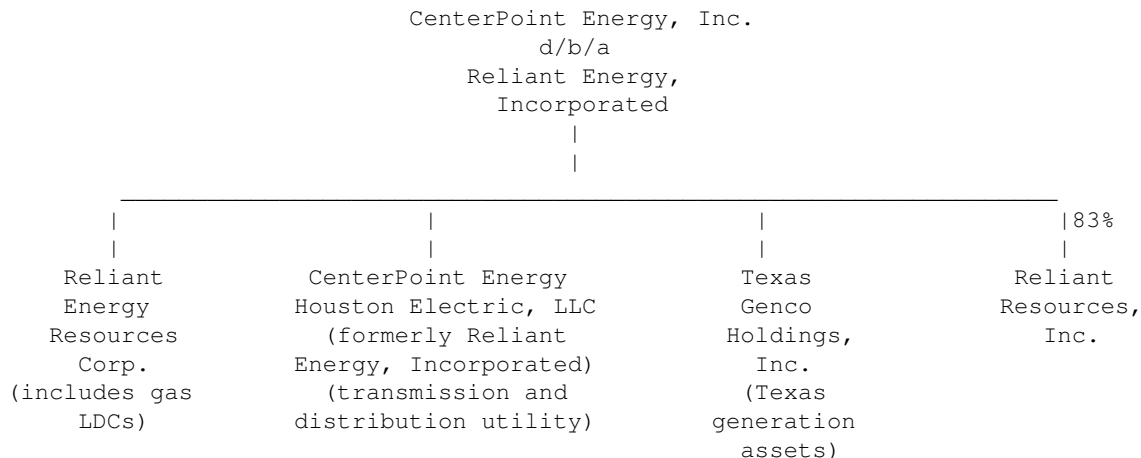 CenterPoint Energy, Inc.
d/b/a
Reliant Energy,
Incorporated
83%
Reliant CenterPoint Energy Texas Reliant
Energy Houston Electric, LLC Genco Resources,
Resources (formerly Reliant Holdings, Inc.
Corp. Energy, Incorporated) Inc.
(includes gas (transmission and (Texas
LDCs) distribution utility) generation
assets)